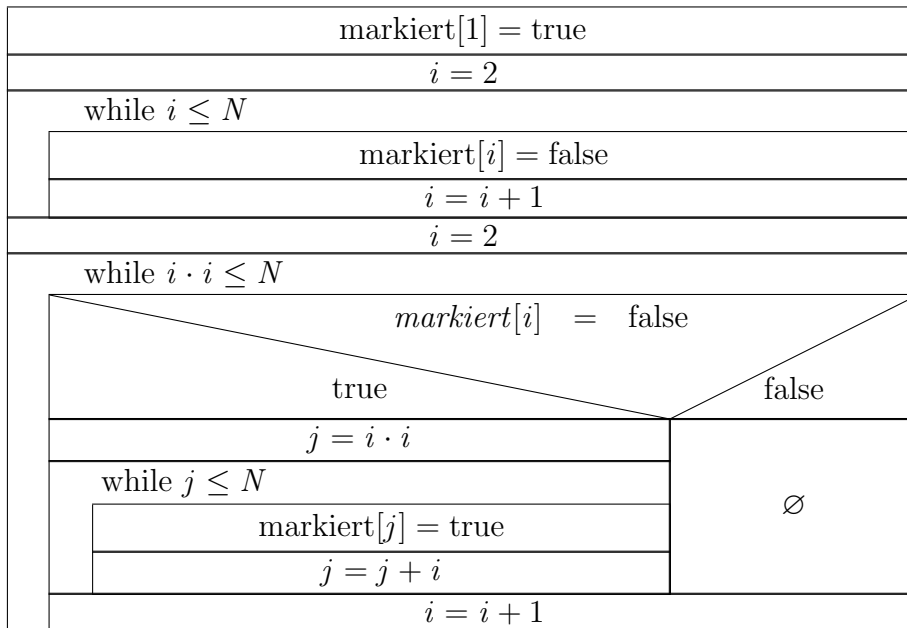 markiert[1] = true
i = 2
while i ≤ N
markiert[i] = false
i = i + 1
i = 2
while i · i ≤ N
markiert[i] = false
true false
j = i · i
while j ≤ N
∅
markiert[j] = true
j = j + i
i = i + 1